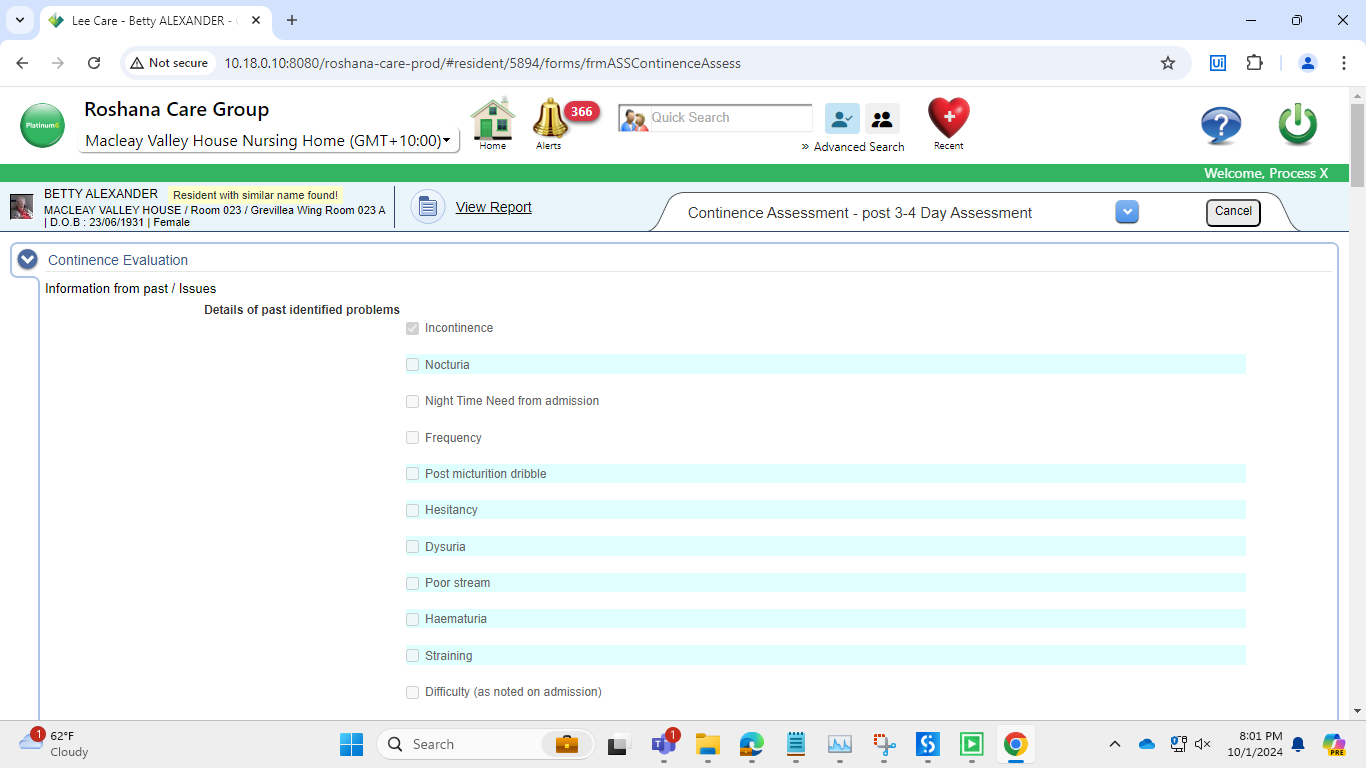 Lee Care - Betty ALEXANDER -
Not secure
10.18.0.10:8080/roshana-care-prod/#resident/5894/forms/frmASSContinenceAssess
Ui
Platinum6
Roshana Care Group
Macleay Valley House Nursing Home (GMT+10:00)
Home
366
Alerts
Quick Search
» Advanced Search
Recent
?
Welcome, Process X
BETTY ALEXANDER Resident with similar name found!
MACLEAY VALLEY HOUSE / Room 023 / Grevillea Wing Room 023 A
| D.O.B : 23/06/1931 | Female
View Report
Continence Assessment - post 3-4 Day Assessment
Cancel
Continence Evaluation
Information from past / Issues
Details of past identified problems
Incontinence
Nocturia
Night Time Need from admission
Frequency
Post micturition dribble
Hesitancy
Dysuria
Poor stream
Haematuria
Straining
Difficulty (as noted on admission)
1
62°F
Cloudy
Search
1
PRE
8:01 PM
10/1/2024